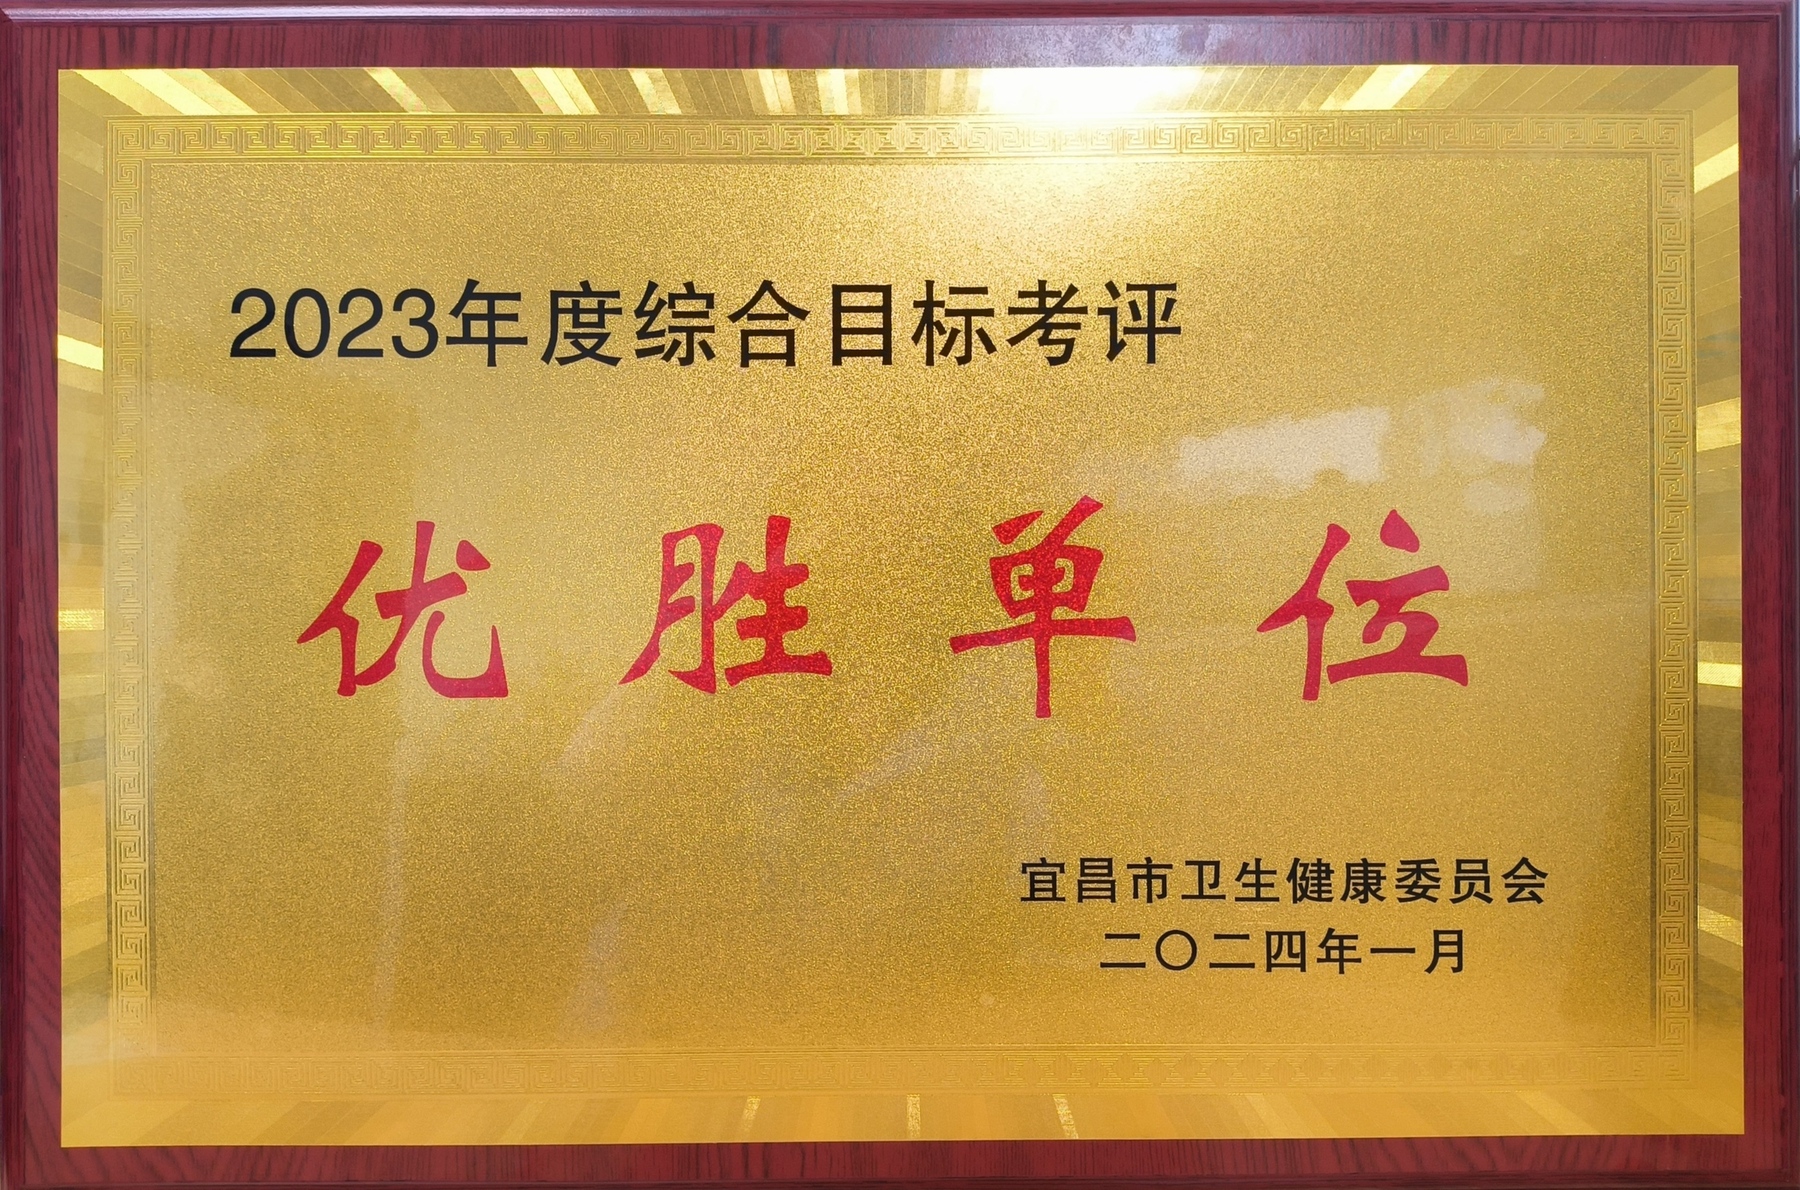 2023年度综合目标考评
优胜单位
宜昌市卫生健康委员会
二〇二四年一月